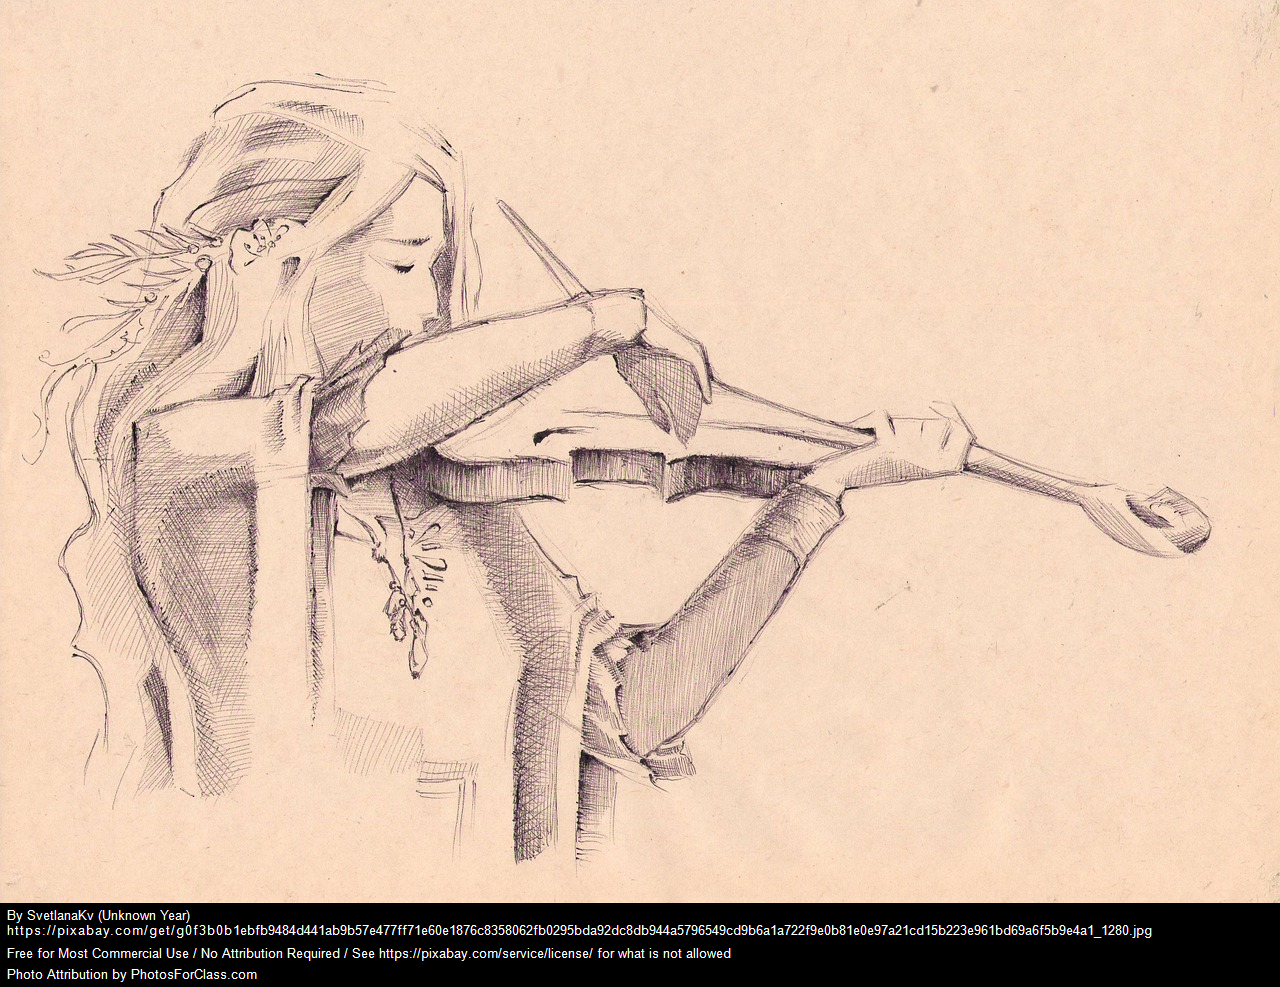 By SvetlanaKv (Unknown Year)
https://pixabay.com/get/g0f3b0b1ebfb9484d441ab9b57e477ff71e60e1876c8358062fb0295bda92dc8db944a5796549cd9b6a1a722f9e0b81e0e97a21cd15b223e961bd69a6f5b9e4a1_1280.jpg
Free for Most Commercial Use / No Attribution Required / See https://pixabay.com/service/license/ for what is not allowed
Photo Attribution by PhotosForClass.com